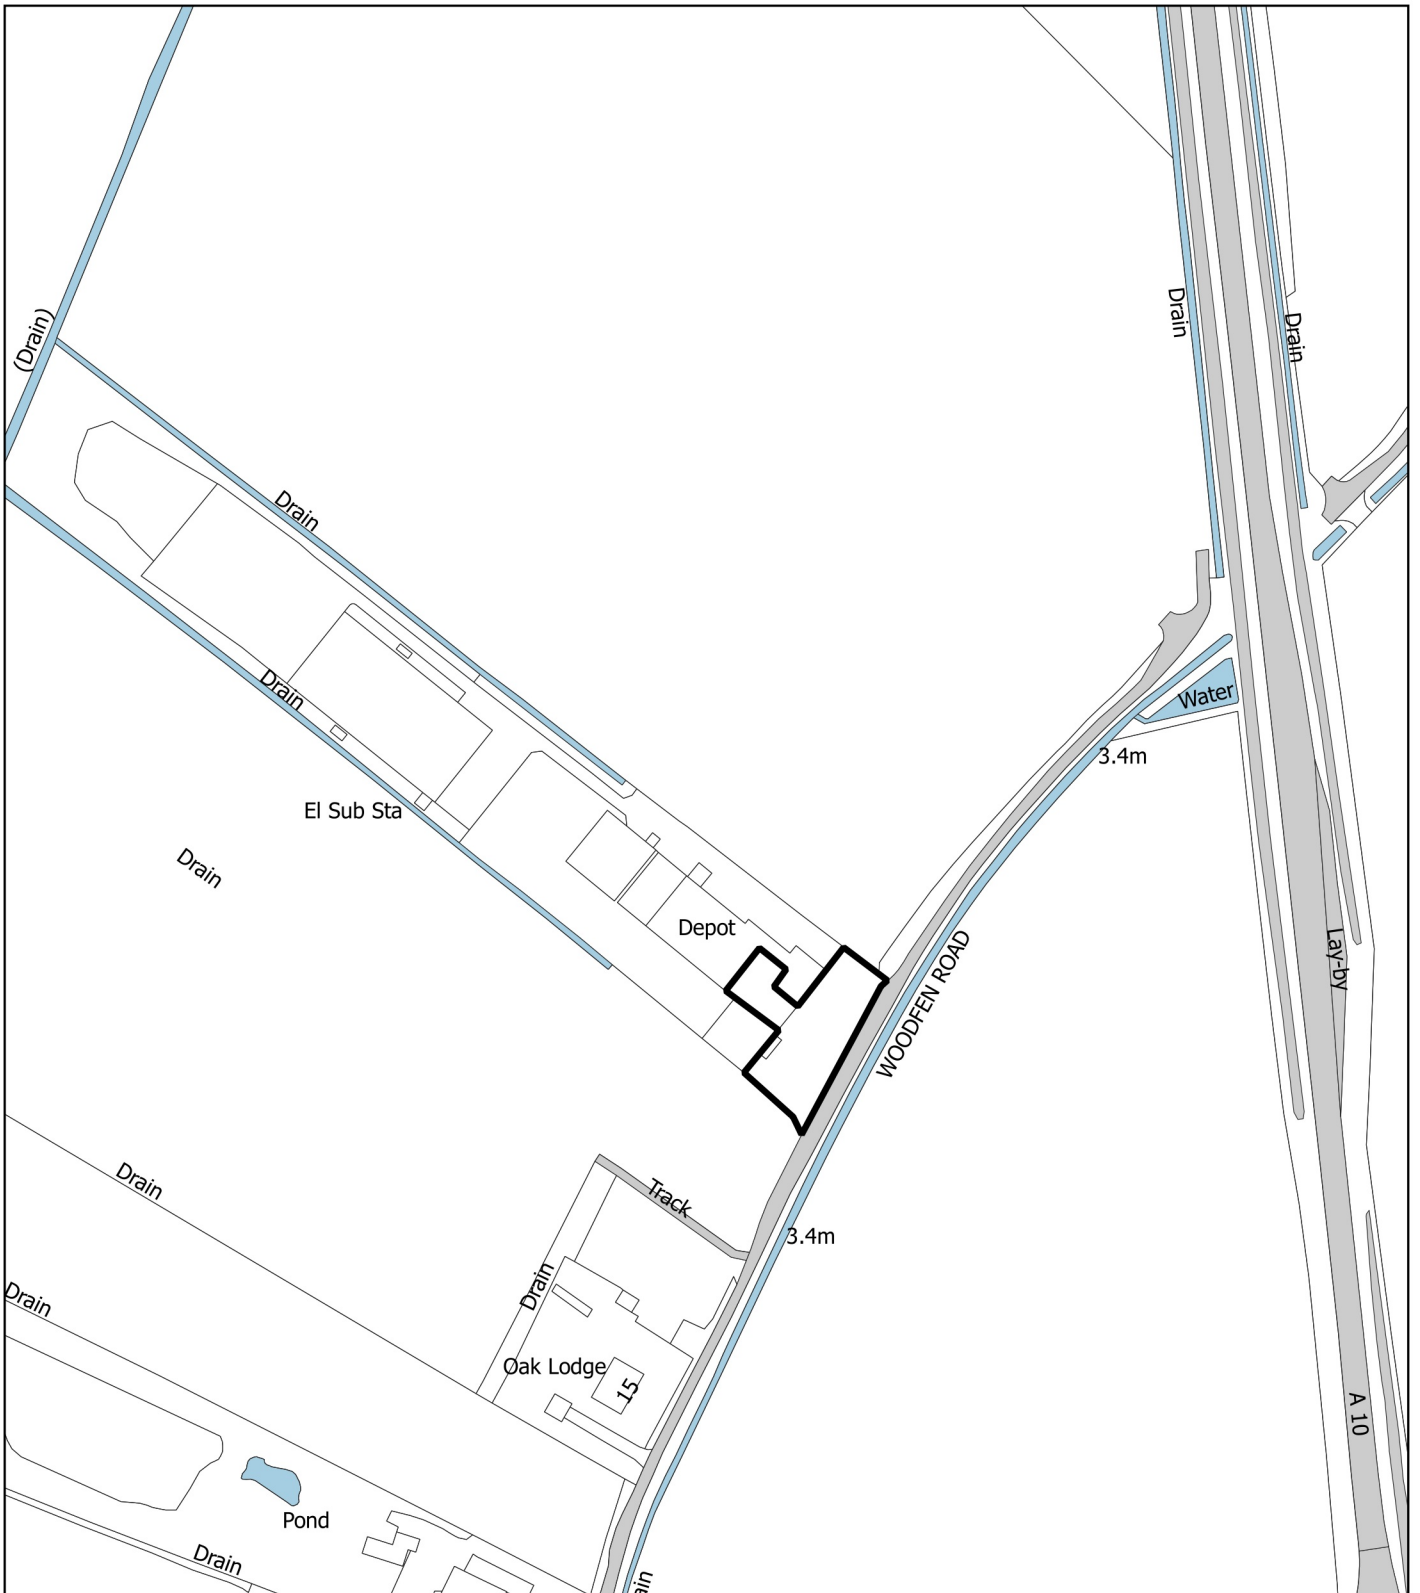 (Drain)
Drain
Drain
Drain
Drain
Water
3.4m
El Sub Sta
Drain
Depot
WOODFEN ROAD
Lay-by
Drain
Track
3.4m
Drain
Drain
Oak Lodge
15
A 10
Pond
Drain